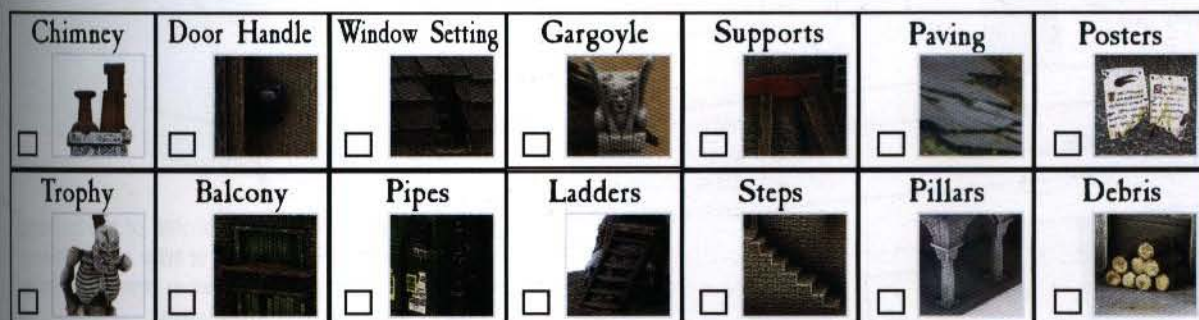 Chimney
Door Handle
Window Setting
Gargoyle
Supports
Paving
Posters
Trophy
Balcony
Pipes
Ladders
Steps
Pillars
Debris